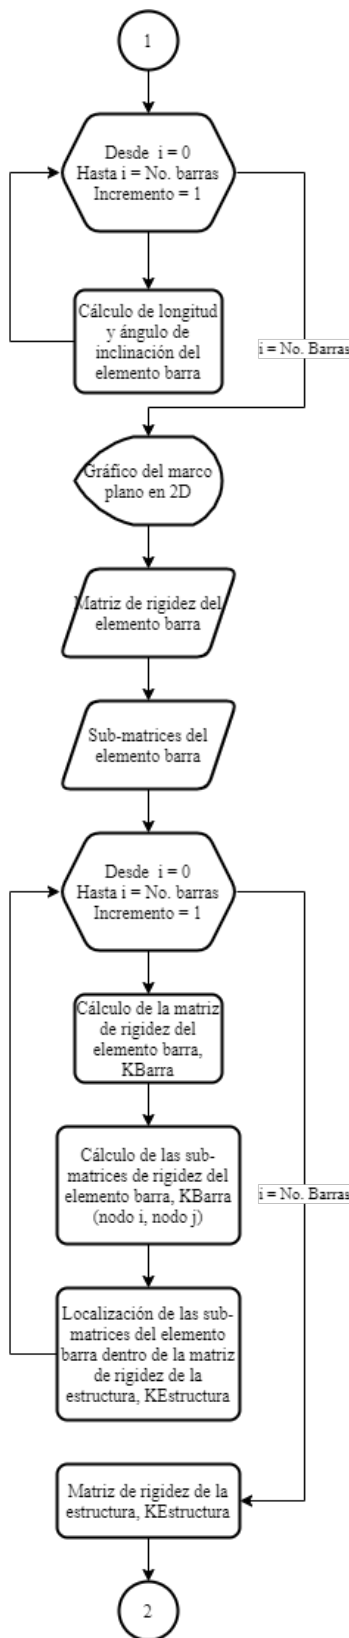 1
Desde i = 0
Hasta i = No. barras
Incremento = 1
Cálculo de longitud
y ángulo de
inclinación del
elemento barra
i = No. Barras
Gráfico del marco
plano en 2D
Matriz de rigidez del
elemento barra
Sub-matrices del
elemento barra
Desde i = 0
Hasta i = No. barras
Incremento = 1
Cálculo de la matriz
de rigidez del
elemento barra,
KBarra
Cálculo de las sub-
matrices de rigidez del
elemento barra, KBarra
(nodo i, nodo j)
i = No. Barras
Localización de las sub-
matrices del elemento
barra dentro de la matriz
de rigidez de la
estructura, KEstructura
Matriz de rigidez de la
estructura, KEstructura
2